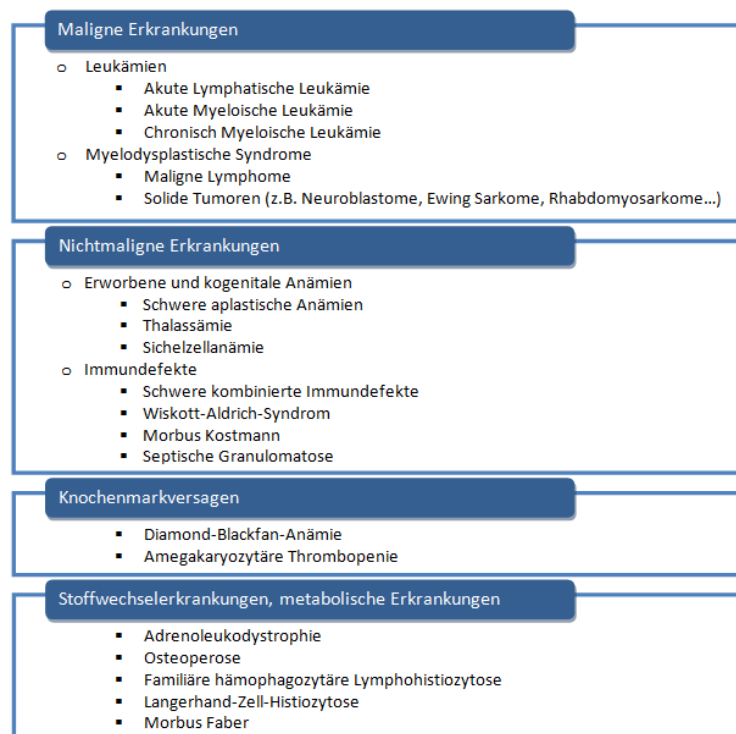 Maligne Erkrankungen
o Leukämien
▪ Akute Lymphatische Leukämie
▪ Akute Myeloische Leukämie
▪ Chronisch Myeloische Leukämie
o Myelodysplastische Syndrome
▪ Maligne Lymphome
▪ Solide Tumoren (z.B. Neuroblastome, Ewing Sarkome, Rhabdomyosarkome…)
Nichtmaligne Erkrankungen
o Erworbene und kogenitale Anämien
▪ Schwere aplastische Anämien
▪ Thalassämie
▪ Sichelzellanämie
o Immundefekte
▪ Schwere kombinierte Immundefekte
▪ Wiskott-Aldrich-Syndrom
▪ Morbus Kostmann
▪ Septische Granulomatose
Knochenmarkversagen
▪ Diamond-Blackfan-Anämie
▪ Amegakaryozytäre Thrombopenie
Stoffwechselerkrankungen, metabolische Erkrankungen
▪ Adrenoleukodystrophie
▪ Osteoperose
▪ Familiäre hämophagozytäre Lymphohistiozytose
▪ Langerhand-Zell-Histiozytose
▪ Morbus Faber